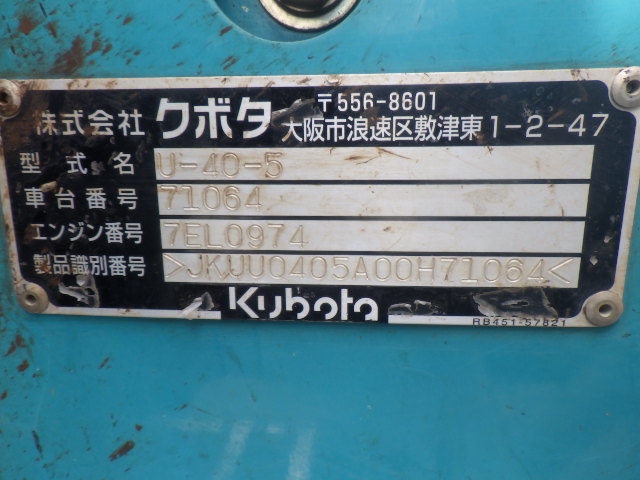 株式会社 クボタ 〒556-8601
大阪市浪速区敷津東1-2-47
型式名 U-40-5
車台番号 71064
エンジン番号 7EL0974
製品識別番号 >JKUU0405A00H71064<
Kubota
RB451-57821